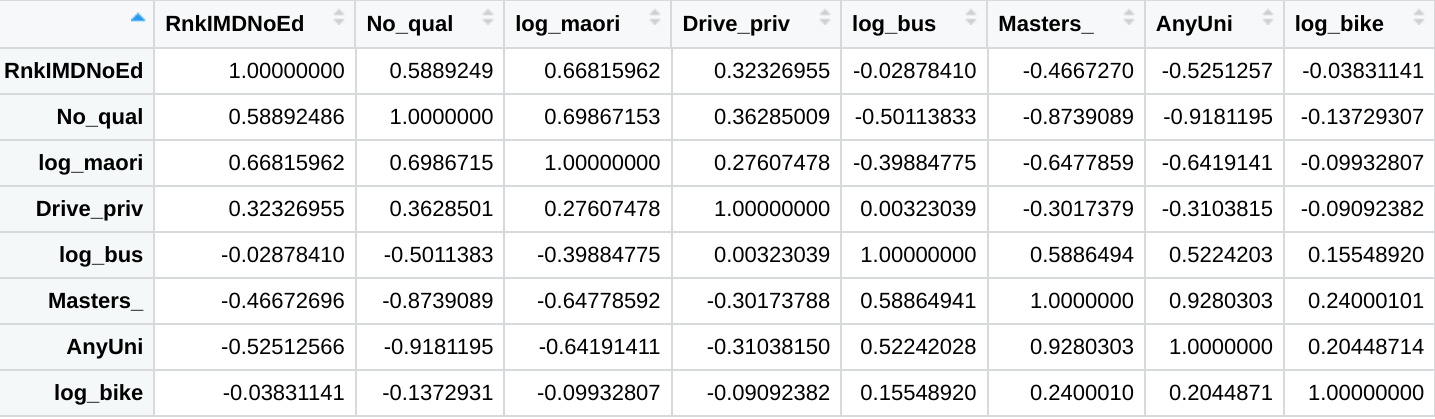 RnkIMDNoEd No_qual log_maori Drive_priv log_bus Masters_ AnyUni log_bike
RnkIMDNoEd 1.00000000 0.5889249 0.66815962 0.32326955 -0.02878410 -0.4667270 -0.5251257 -0.03831141
No_qual 0.58892486 1.0000000 0.69867153 0.36285009 -0.50113833 -0.8739089 -0.9181195 -0.13729307
log_maori 0.66815962 0.6986715 1.00000000 0.27607478 -0.39884775 -0.6477859 -0.6419141 -0.09932807
Drive_priv 0.32326955 0.3628501 0.27607478 1.00000000 0.00323039 -0.3017379 -0.3103815 -0.09092382
log_bus -0.02878410 -0.5011383 -0.39884775 0.00323039 1.00000000 0.5886494 0.5224203 0.15548920
Masters_ -0.46672696 -0.8739089 -0.64778592 -0.30173788 0.58864941 1.0000000 0.9280303 0.24000101
AnyUni -0.52512566 -0.9181195 -0.64191411 -0.31038150 0.52242028 0.9280303 1.0000000 0.20448714
log_bike -0.03831141 -0.1372931 -0.09932807 -0.09092382 0.15548920 0.2400010 0.2044871 1.00000000